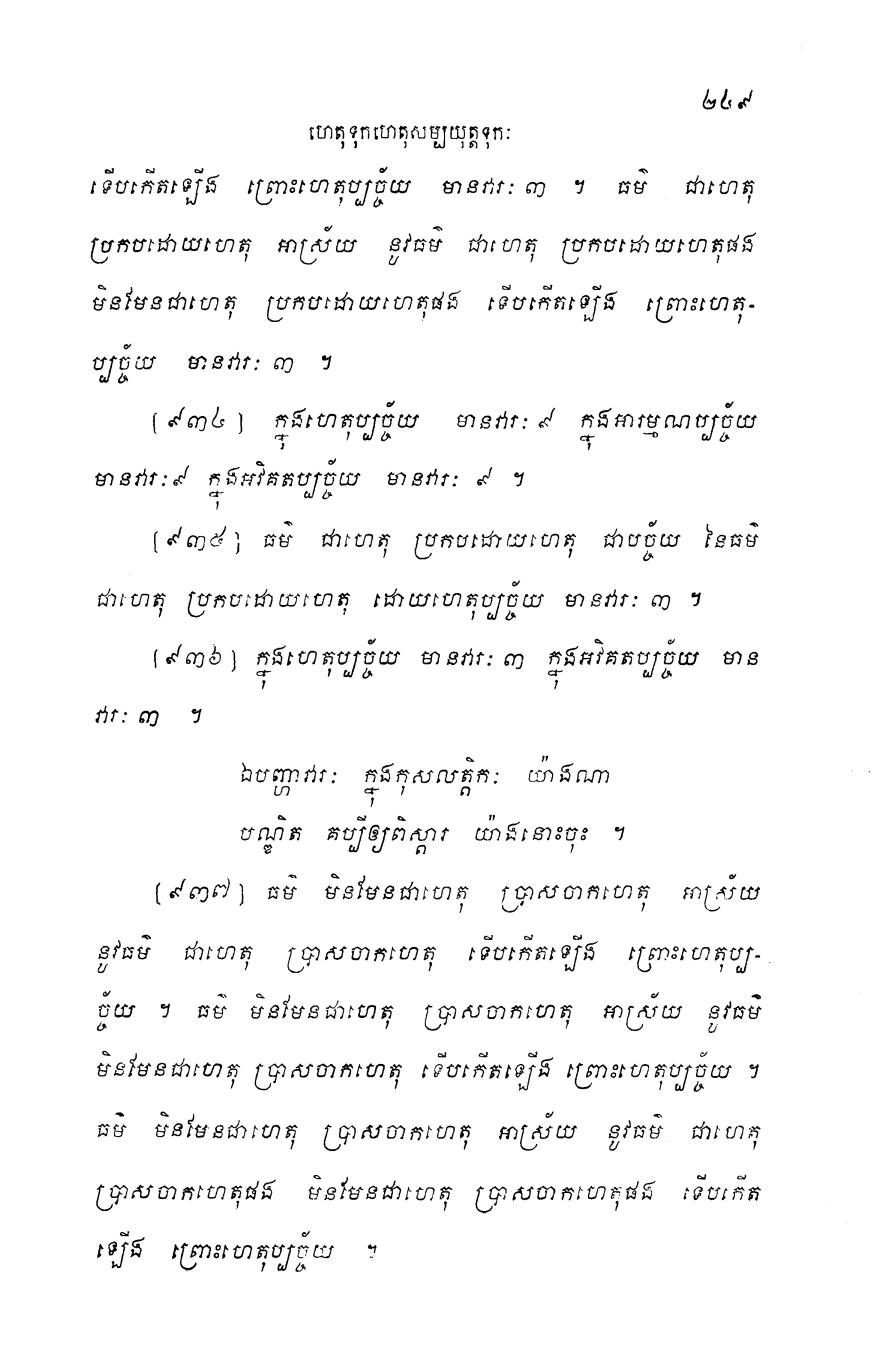 ២៤៩
ហេតុទុកហេតុសម្បយុត្តទុកៈ
ទើបកើតឡើង ព្រោះហេតុប្បច្ច័យ មានវារៈ ៣ ។ ធម៌ ជាហេតុ
ប្រកបដោយហេតុ អាស្រ័យ នូវធម៌ ជាហេតុ ប្រកបដោយហេតុផង
មិនមែនជាហេតុ ប្រកបដោយហេតុផង ទើបកើតឡើង ព្រោះហេតុ-
ប្បច្ច័យ មានវារៈ ៣ ។
[៩៣៤] ក្នុងហេតុប្បច្ច័យ មានវារៈ ៩ ក្នុងអារម្មណប្បច្ច័យ
មានវារៈ ៩ ក្នុងអវិគតប្បច្ច័យ មានវារៈ ៩ ។
[៩៣៥] ធម៌ ជាហេតុ ប្រកបដោយហេតុ ជាបច្ច័យ នៃធម៌
ជាហេតុ ប្រកបដោយហេតុ ដោយហេតុប្បច្ច័យ មានវារៈ ៣ ។
[៩៣៦] ក្នុងហេតុប្បច្ច័យ មានវារៈ ៣ ក្នុងអវិគតប្បច្ច័យ មាន
វារៈ ៣ ។
ឯបញ្ហាវារៈ ក្នុងកុសលត្តិកៈ យ៉ាងណា
បណ្ឌិត គប្បីឲ្យពិស្តារ យ៉ាងនោះចុះ ។
[៩៣៧] ធម៌ មិនមែនជាហេតុ ប្រាសចាកហេតុ អាស្រ័យ
នូវធម៌ ជាហេតុ ប្រាសចាកហេតុ ទើបកើតឡើង ព្រោះហេតុប្ប-
ច្ច័យ ។ ធម៌ មិនមែនជាហេតុ ប្រាសចាកហេតុ អាស្រ័យ នូវធម៌
មិនមែនជាហេតុ ប្រាសចាកហេតុ ទើបកើតឡើង ព្រោះហេតុប្បច្ច័យ ។
ធម៌ មិនមែនជាហេតុ ប្រាសចាកហេតុ អាស្រ័យ នូវធម៌ ជាហេតុ
ប្រាសចាកហេតុផង មិនមែនជាហេតុ ប្រាសចាកហេតុផង ទើបកើត
ឡើង ព្រោះហេតុប្បច្ច័យ ។